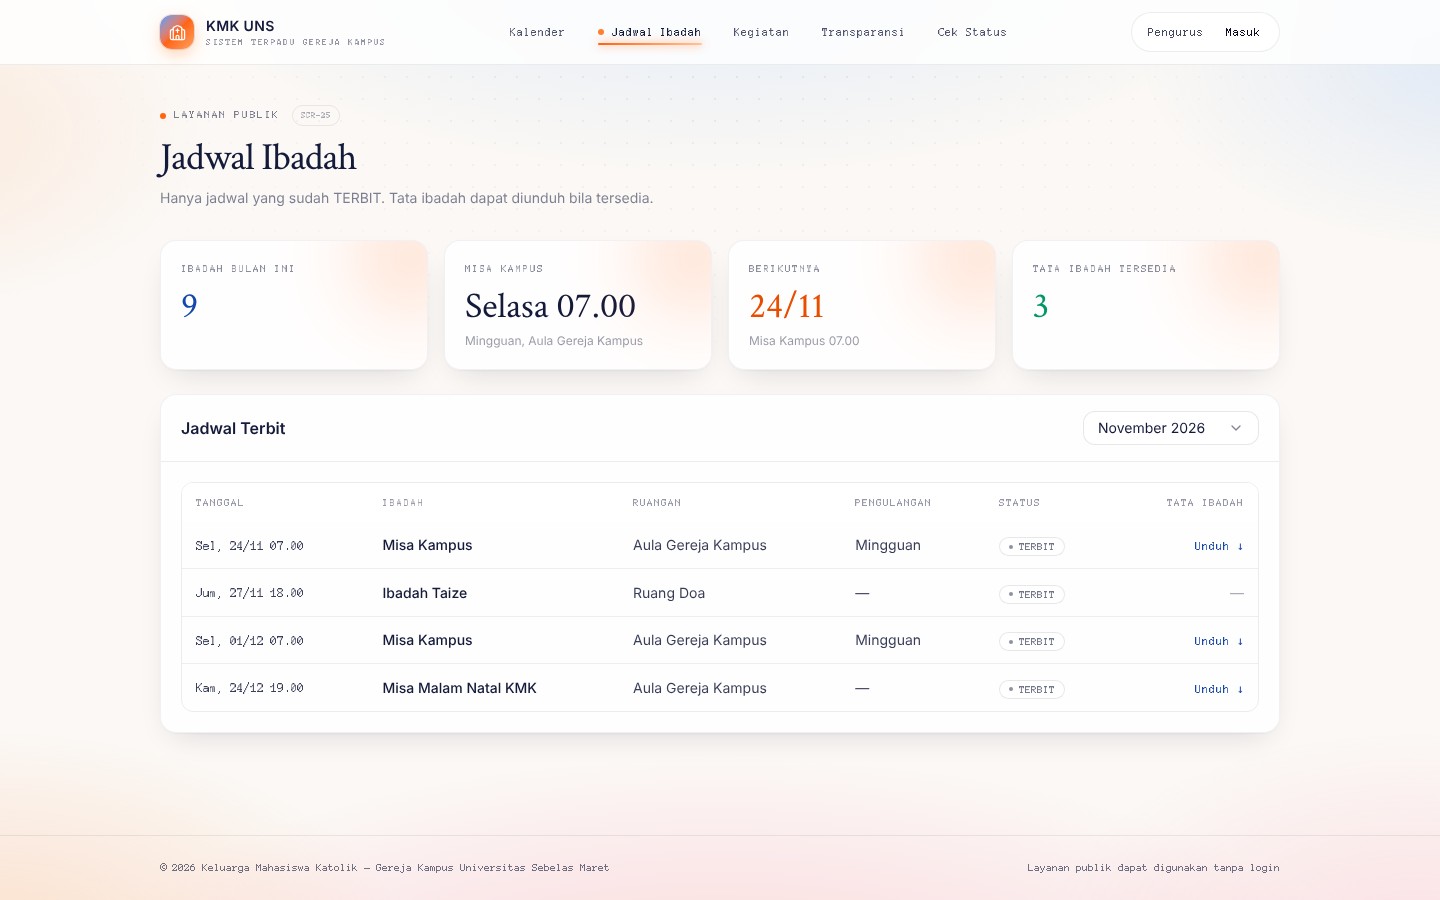 KMK UNS
SISTEM TERPADU GEREJA KAMPUS
Kalender
Jadwal Ibadah
Kegiatan
Transparansi
Cek Status
Pengurus
Masuk
LAYANAN PUBLIK
SCR-25
Jadwal Ibadah
Hanya jadwal yang sudah TERBIT. Tata ibadah dapat diunduh bila tersedia.
IBADAH BULAN INI
9
MISA KAMPUS
Selasa 07.00
Mingguan, Aula Gereja Kampus
BERIKUTNYA
24/11
Misa Kampus 07.00
TATA IBADAH TERSEDIA
3
Jadwal Terbit
November 2026
TANGGAL IBADAH RUANGAN PENGULANGAN STATUS TATA IBADAH
Sel, 24/11 07.00 Misa Kampus Aula Gereja Kampus Mingguan • TERBIT Unduh ↓
Jum, 27/11 18.00 Ibadah Taize Ruang Doa — • TERBIT —
Sel, 01/12 07.00 Misa Kampus Aula Gereja Kampus Mingguan • TERBIT Unduh ↓
Kam, 24/12 19.00 Misa Malam Natal KMK Aula Gereja Kampus — • TERBIT Unduh ↓
© 2026 Keluarga Mahasiswa Katolik — Gereja Kampus Universitas Sebelas Maret
Layanan publik dapat digunakan tanpa login